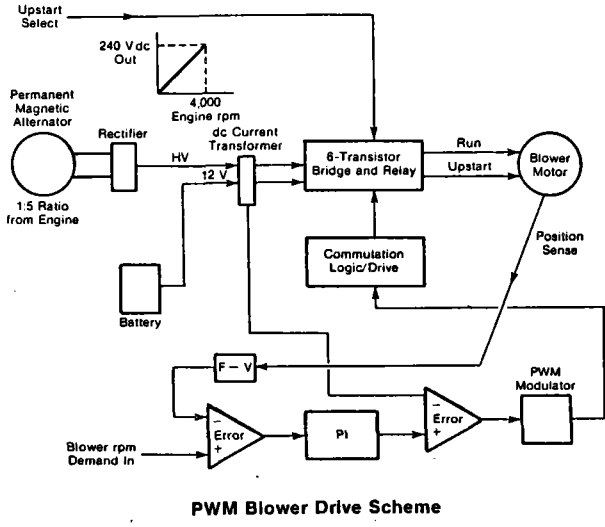 Upstart
Select
240 V dc
Out
4,000
Engine rpm
Permanent
Magnetic
Alternator
Rectifier
dc Current
Transformer
HV
12 V
6-Transistor
Bridge and Relay
Run
Upstart
Blower
Motor
1:5 Ratio
from Engine
Position
Sense
Commutation
Logic/Drive
Battery
F - V
PWM
Modulator
-
Error
+
PI
-
Error
+
Blower rpm
Demand In
PWM Blower Drive Scheme